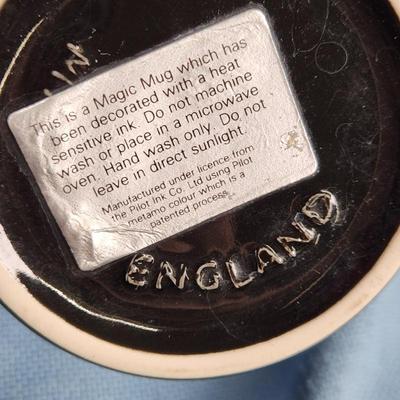 This is a Magic Mug which has
been decorated with a heat
sensitive ink. Do not machine
wash or place in a microwave
oven. Hand wash only. Do not
leave in direct sunlight.
Manufactured under licence from
the Pilot Ink Co. Ltd using Pilot
metamo colour which is a
patented process.
ENGLAND